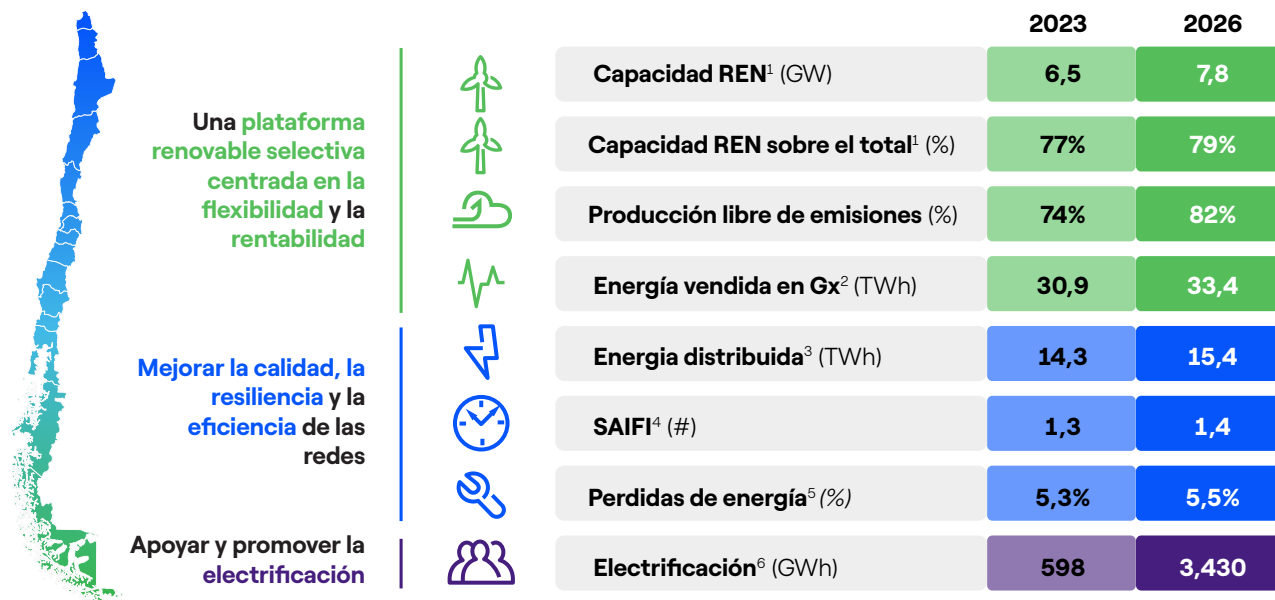 2023 2026
Una plataforma
renovable selectiva
centrada en la
flexibilidad y la
rentabilidad
Capacidad REN¹ (GW) 6,5 7,8
Capacidad REN sobre el total¹ (%) 77% 79%
Producción libre de emisiones (%) 74% 82%
Energía vendida en Gx² (TWh) 30,9 33,4
Mejorar la calidad, la
resiliencia y la
eficiencia de las
redes
Energia distribuida³ (TWh) 14,3 15,4
SAIFI⁴ (#) 1,3 1,4
Perdidas de energía⁵ (%) 5,3% 5,5%
Apoyar y promover la
electrificación
Electrificación⁶ (GWh) 598 3,430